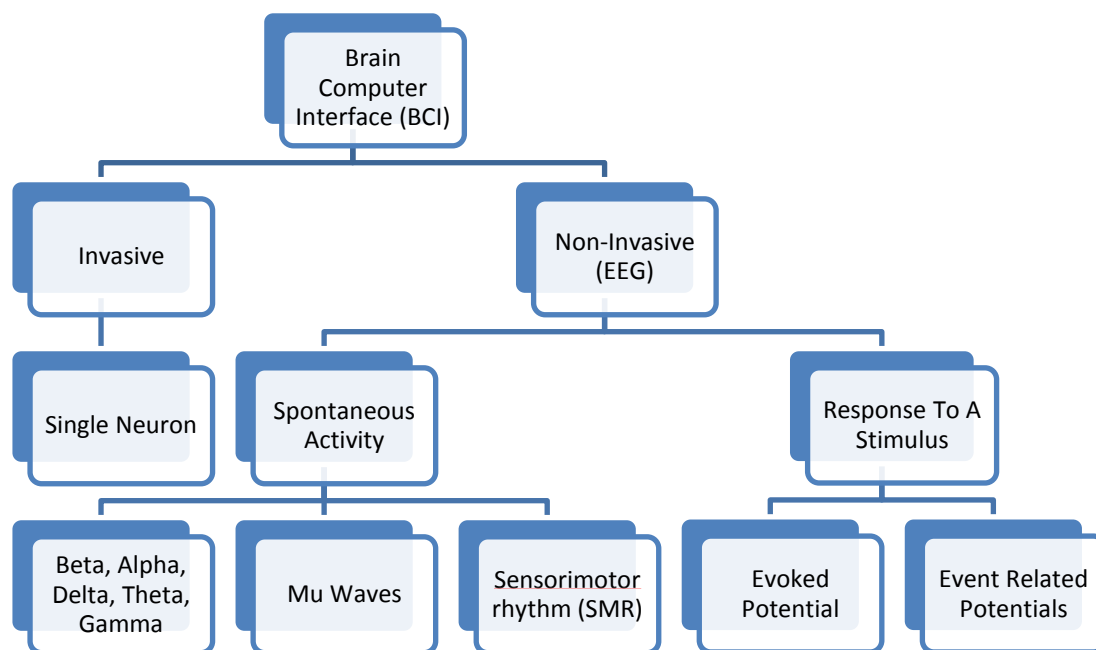 Brain
Computer
Interface (BCI)
Invasive
Non-Invasive
(EEG)
Single Neuron
Spontaneous
Activity
Response To A
Stimulus
Beta, Alpha,
Delta, Theta,
Gamma
Mu Waves
Sensorimotor
rhythm (SMR)
Evoked
Potential
Event Related
Potentials